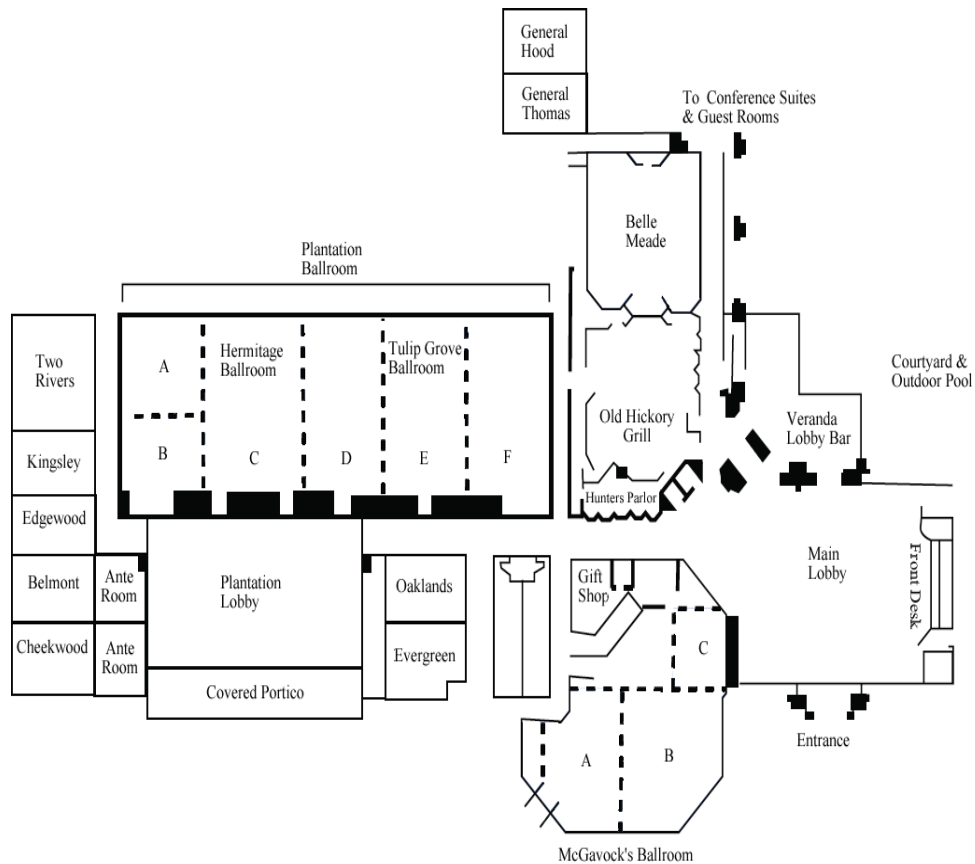 General
Hood
General
Thomas
To Conference Suites
& Guest Rooms
Belle
Meade
Plantation
Ballroom
Two
Rivers
A
Hermitage
Ballroom
Tulip Grove
Ballroom
Courtyard &
Outdoor Pool
Old Hickory
Grill
Veranda
Lobby Bar
Kingsley
B
C
D
E
F
Hunters Parlor
Edgewood
Belmont
Ante
Room
Plantation
Lobby
Oaklands
Gift
Shop
Main
Lobby
Front Desk
Cheekwood
Ante
Room
Evergreen
C
Covered Portico
Entrance
A
B
McGavock's Ballroom